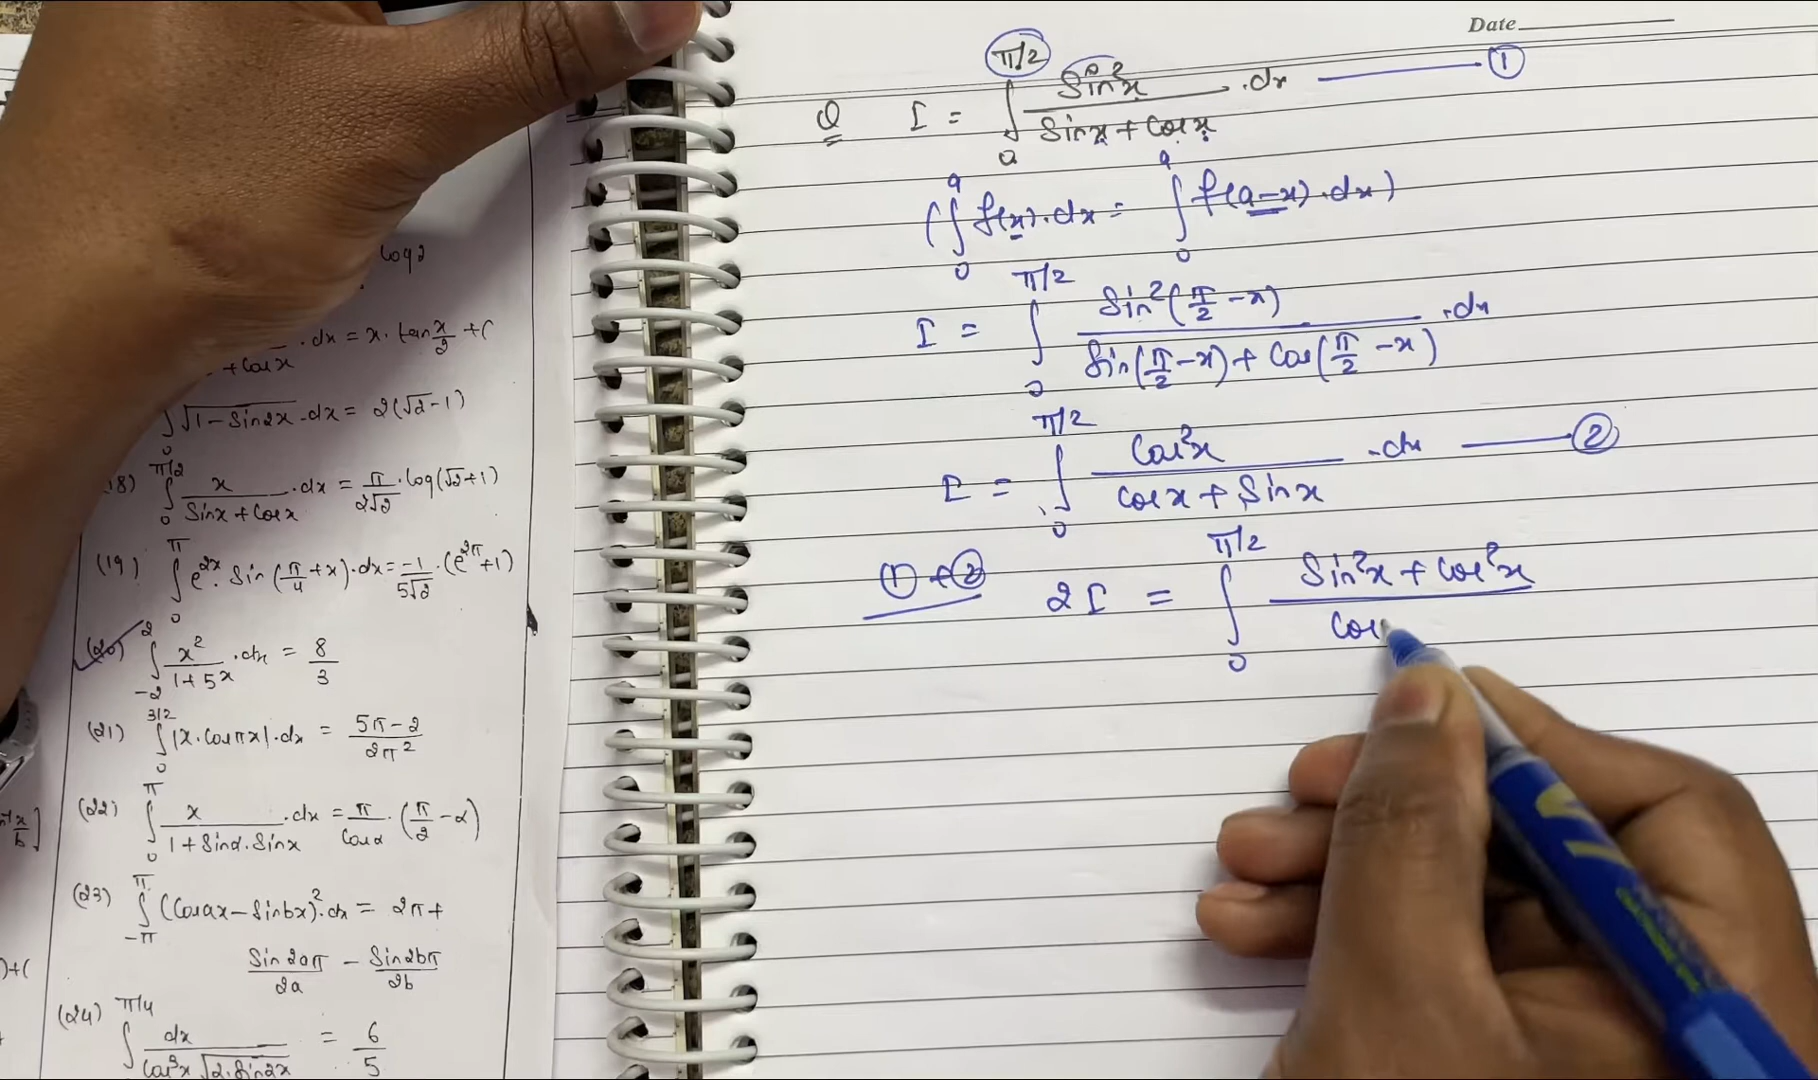 log2
+ Cosx .dx = x. tan x/2 + C
∫₀ √1-Sin2x .dx = 2(√2-1)
(18) ∫₀^π/2 x/(Sinx + Cosx) .dx = π/2√2 . log(√2+1)
(19) ∫₀^π e^2x . Sin(π/4 + x) .dx = -1/5√2 . (e^2π + 1)
(20) ∫₋₂^2 x²/(1+5^x) .dx = 8/3
(21) ∫₀^3/2 |x.cosπx| .dx = (5π-2)/2π²
(22) ∫₀^π x/(1+Sinα.Sinx) .dx = π/Cosα . (π/2 - α)
(23) ∫₋π^π (Cosax - Sinbx)² .dx = 2π +
Sin2aπ/2a - Sin2bπ/2b
(24) ∫^π/4 dx/(Cos³x √2.Sin2x) = 6/5
Date
Q I = ∫₀^π/2 Sin²x/(Sinx + Cosx) .dx ——— ①
(∫₀^a f(x).dx = ∫₀^a f(a-x).dx)
I = ∫₀^π/2 Sin²(π/2 - x)/(Sin(π/2 - x) + Cos(π/2 - x)) .dx
I = ∫₀^π/2 Cos²x/(Cosx + Sinx) .dx ——— ②
① + ② 2I = ∫₀^π/2 Sin²x + Cos²x / Cos